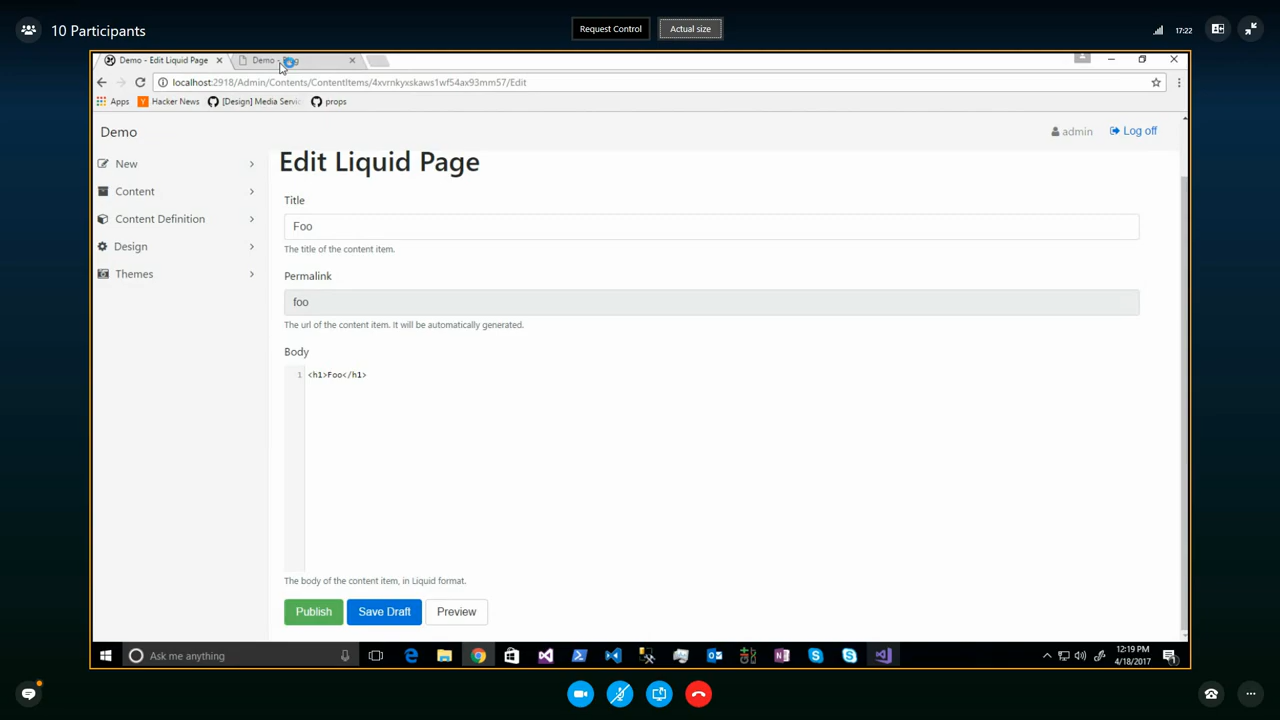 10 Participants
Request Control
Actual size
17:22
Demo - Edit Liquid Page
Demo -
localhost:2918/Admin/Contents/ContentItems/4xvrnkyxskaws1wf54ax93mm57/Edit
Apps
Hacker News
[Design] Media Servi
props
Demo
admin
Log off
New
Content
Content Definition
Design
Themes
Edit Liquid Page
Title
Foo
The title of the content item.
Permalink
foo
The url of the content item. It will be automatically generated.
Body
1 <h1>Foo</h1>
The body of the content item, in Liquid format.
Publish
Save Draft
Preview
Ask me anything
12:19 PM
4/18/2017